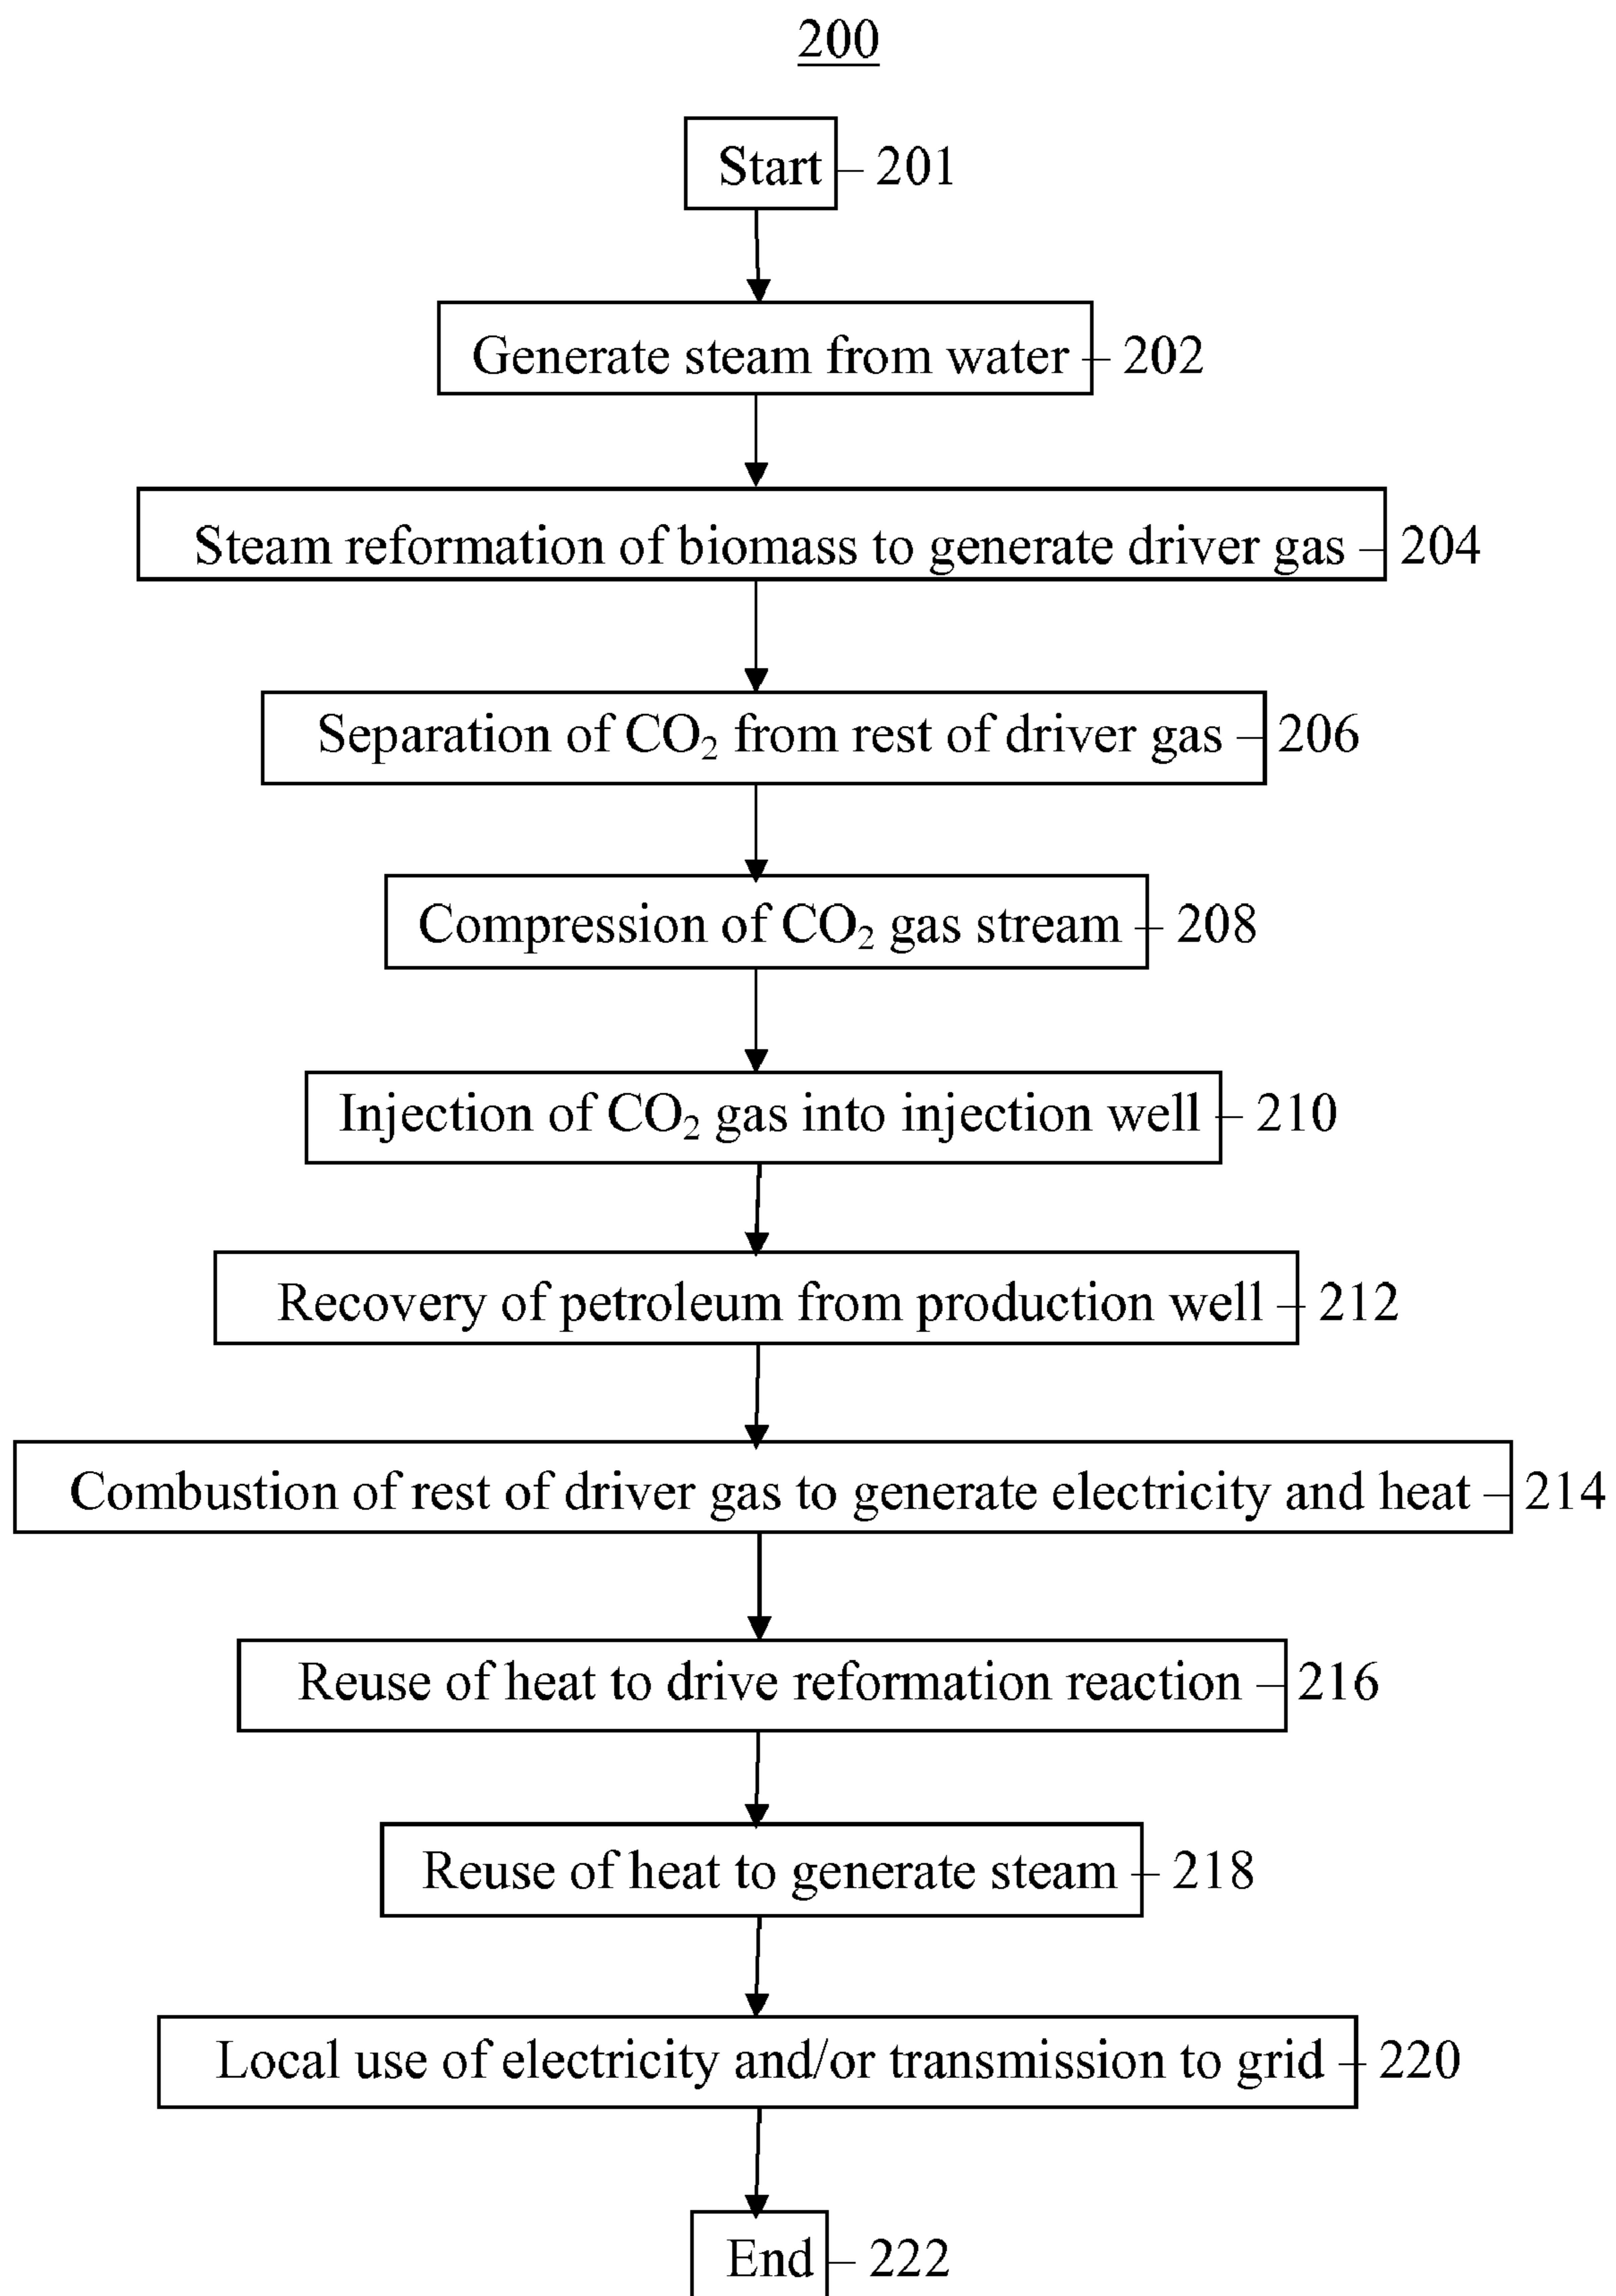 200
Start 201
Generate steam from water 202
Steam reformation of biomass to generate driver gas 204
Separation of CO₂ from rest of driver gas 206
Compression of CO₂ gas stream 208
Injection of CO₂ gas into injection well 210
Recovery of petroleum from production well 212
Combustion of rest of driver gas to generate electricity and heat 214
Reuse of heat to drive reformation reaction 216
Reuse of heat to generate steam 218
Local use of electricity and/or transmission to grid 220
End 222